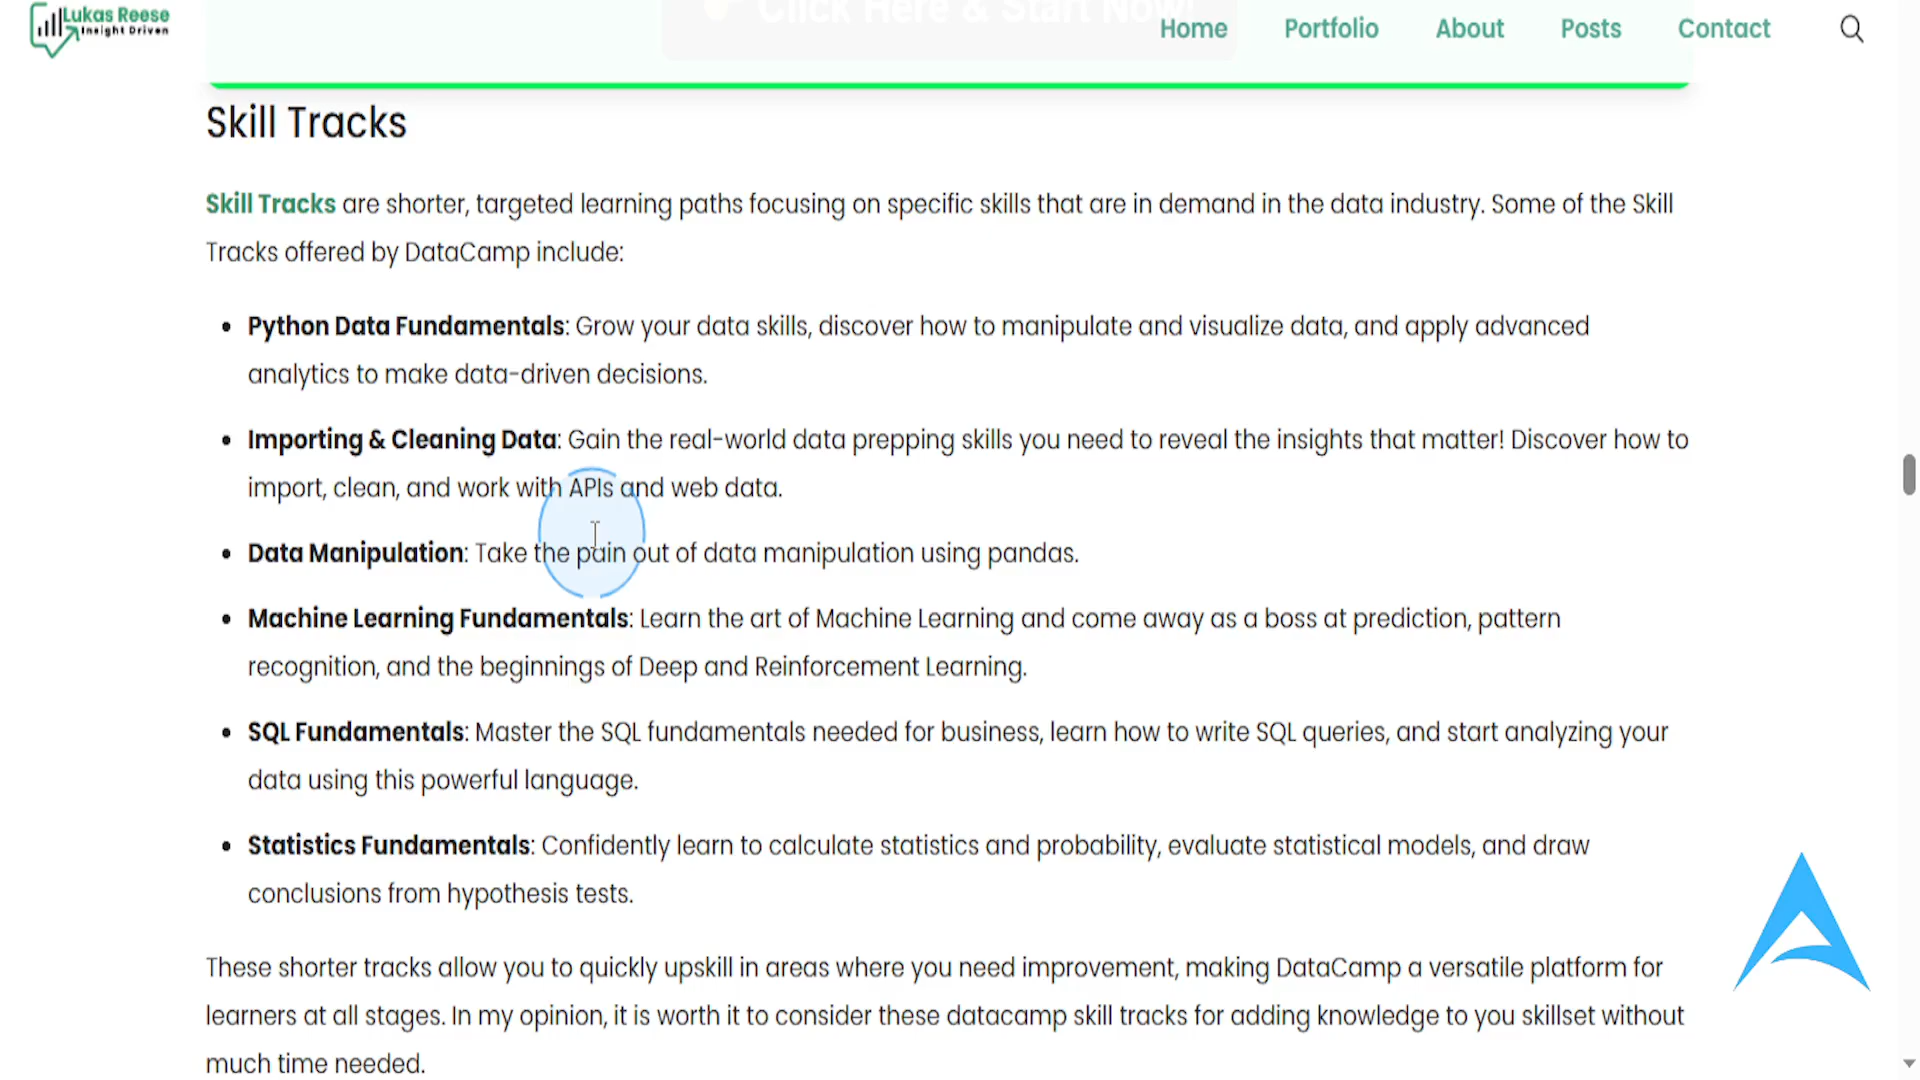 Lukas Reese
Insight Driven
Click Here & Start Now!
Home
Portfolio
About
Posts
Contact
Skill Tracks
Skill Tracks are shorter, targeted learning paths focusing on specific skills that are in demand in the data industry. Some of the Skill
Tracks offered by DataCamp include:
• Python Data Fundamentals: Grow your data skills, discover how to manipulate and visualize data, and apply advanced
analytics to make data-driven decisions.
• Importing & Cleaning Data: Gain the real-world data prepping skills you need to reveal the insights that matter! Discover how to
import, clean, and work with APIs and web data.
• Data Manipulation: Take the pain out of data manipulation using pandas.
• Machine Learning Fundamentals: Learn the art of Machine Learning and come away as a boss at prediction, pattern
recognition, and the beginnings of Deep and Reinforcement Learning.
• SQL Fundamentals: Master the SQL fundamentals needed for business, learn how to write SQL queries, and start analyzing your
data using this powerful language.
• Statistics Fundamentals: Confidently learn to calculate statistics and probability, evaluate statistical models, and draw
conclusions from hypothesis tests.
These shorter tracks allow you to quickly upskill in areas where you need improvement, making DataCamp a versatile platform for
learners at all stages. In my opinion, it is worth it to consider these datacamp skill tracks for adding knowledge to you skillset without
much time needed.